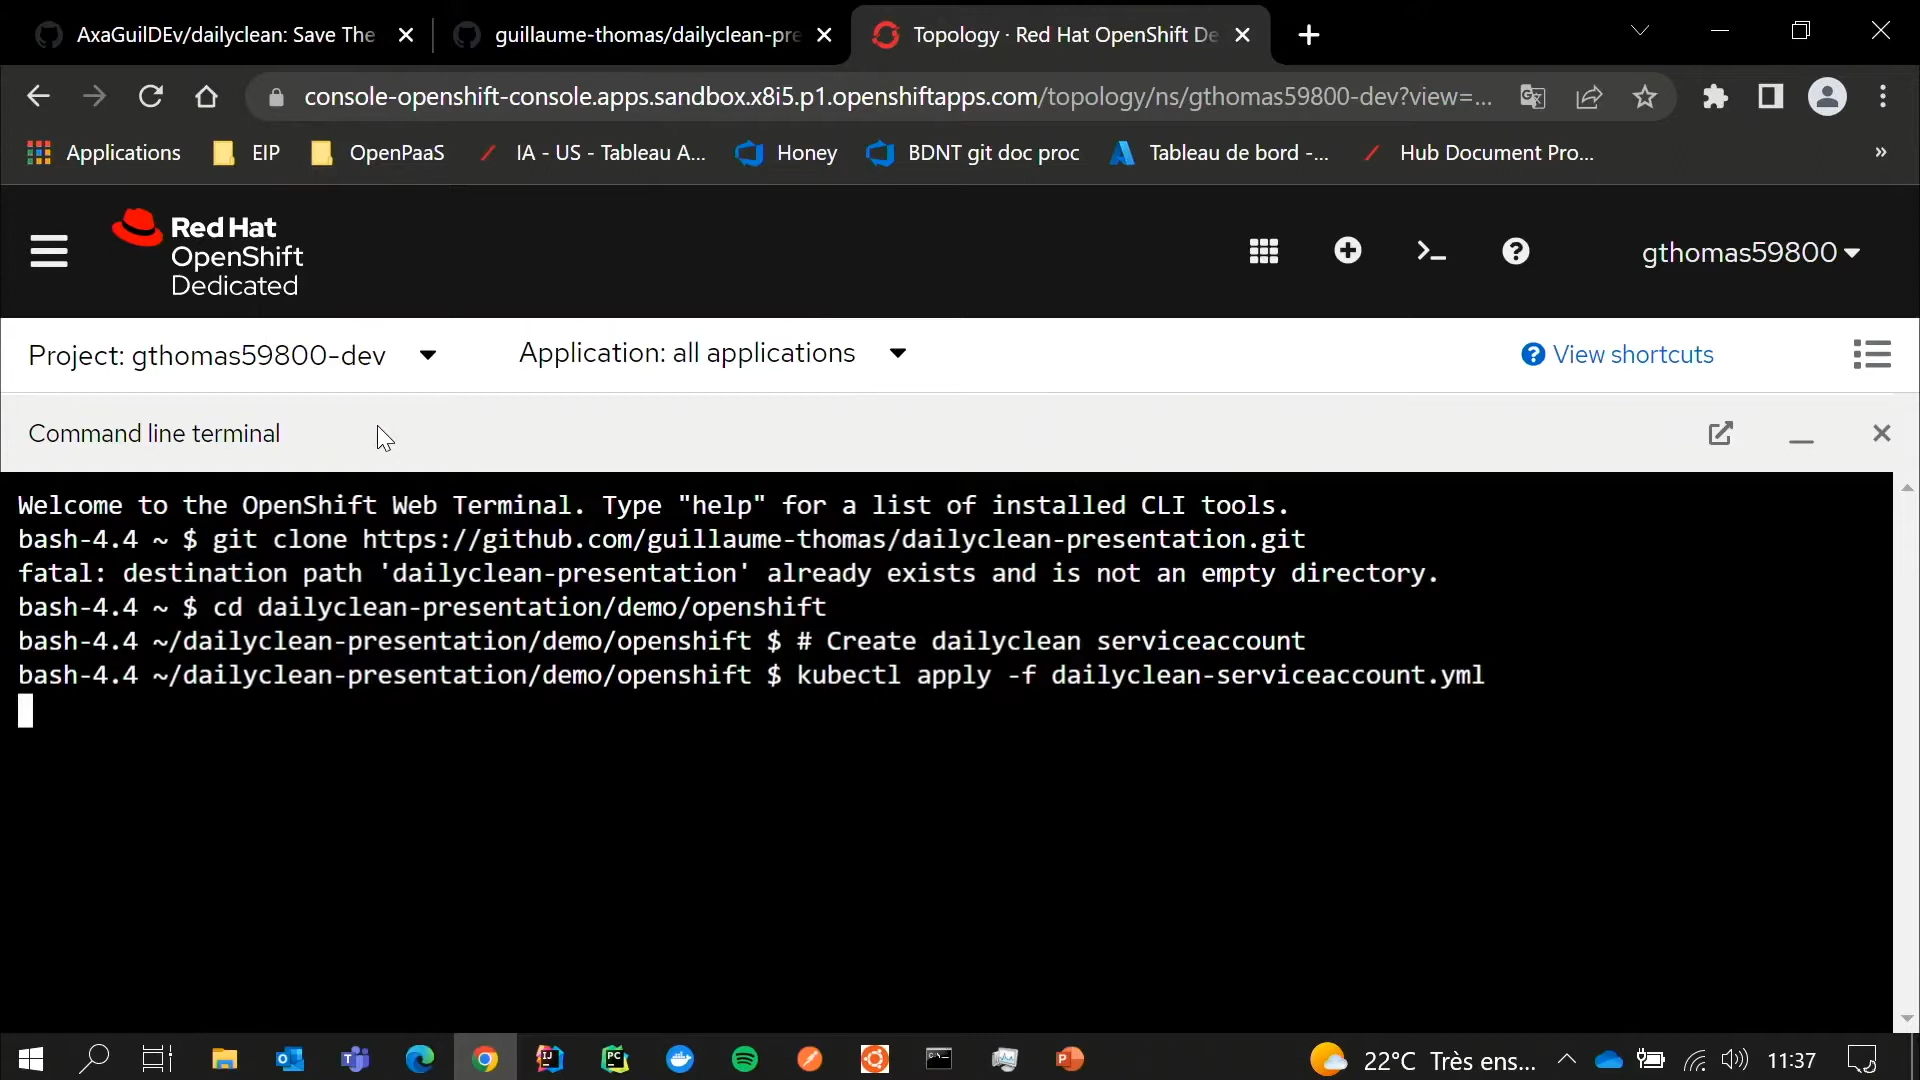 AxaGuilDEv/dailyclean: Save The
guillaume-thomas/dailyclean-pre
Topology · Red Hat OpenShift De
console-openshift-console.apps.sandbox.x8i5.p1.openshiftapps.com/topology/ns/gthomas59800-dev?view=...
Applications
EIP
OpenPaaS
IA - US - Tableau A...
Honey
BDNT git doc proc
Tableau de bord -...
Hub Document Pro...
»
Red Hat
OpenShift
Dedicated
gthomas59800
Project: gthomas59800-dev
Application: all applications
View shortcuts
Command line terminal
Welcome to the OpenShift Web Terminal. Type "help" for a list of installed CLI tools.
bash-4.4 ~ $ git clone https://github.com/guillaume-thomas/dailyclean-presentation.git
fatal: destination path 'dailyclean-presentation' already exists and is not an empty directory.
bash-4.4 ~ $ cd dailyclean-presentation/demo/openshift
bash-4.4 ~/dailyclean-presentation/demo/openshift $ # Create dailyclean serviceaccount
bash-4.4 ~/dailyclean-presentation/demo/openshift $ kubectl apply -f dailyclean-serviceaccount.yml
22°C Très ens...
11:37